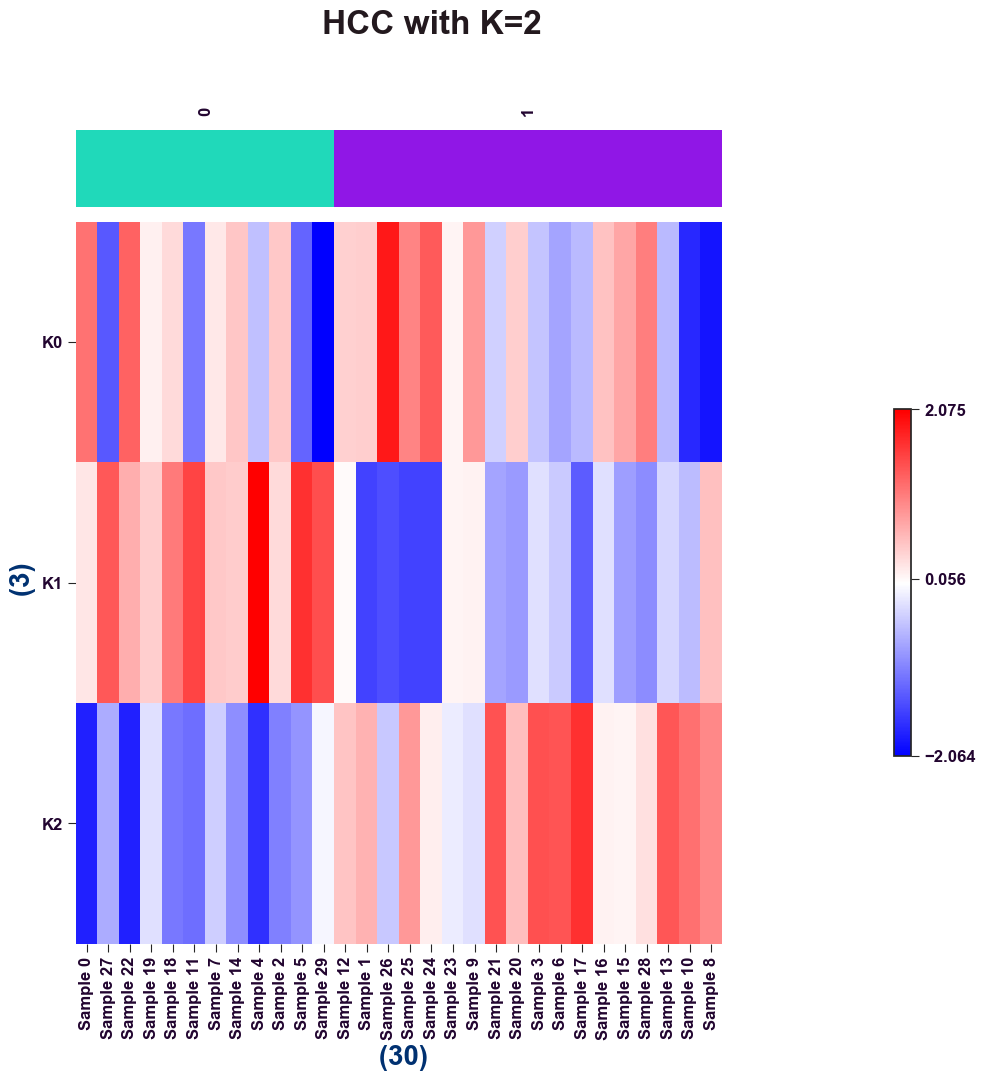 HCC with K=2
0
1
K0
K1
K2
(3)
2.075
0.056
−2.064
Sample 0
Sample 27
Sample 22
Sample 19
Sample 18
Sample 11
Sample 7
Sample 14
Sample 4
Sample 2
Sample 5
Sample 29
Sample 12
Sample 1
Sample 26
Sample 25
Sample 24
Sample 23
Sample 9
Sample 21
Sample 20
Sample 3
Sample 6
Sample 17
Sample 16
Sample 15
Sample 28
Sample 13
Sample 10
Sample 8
(30)